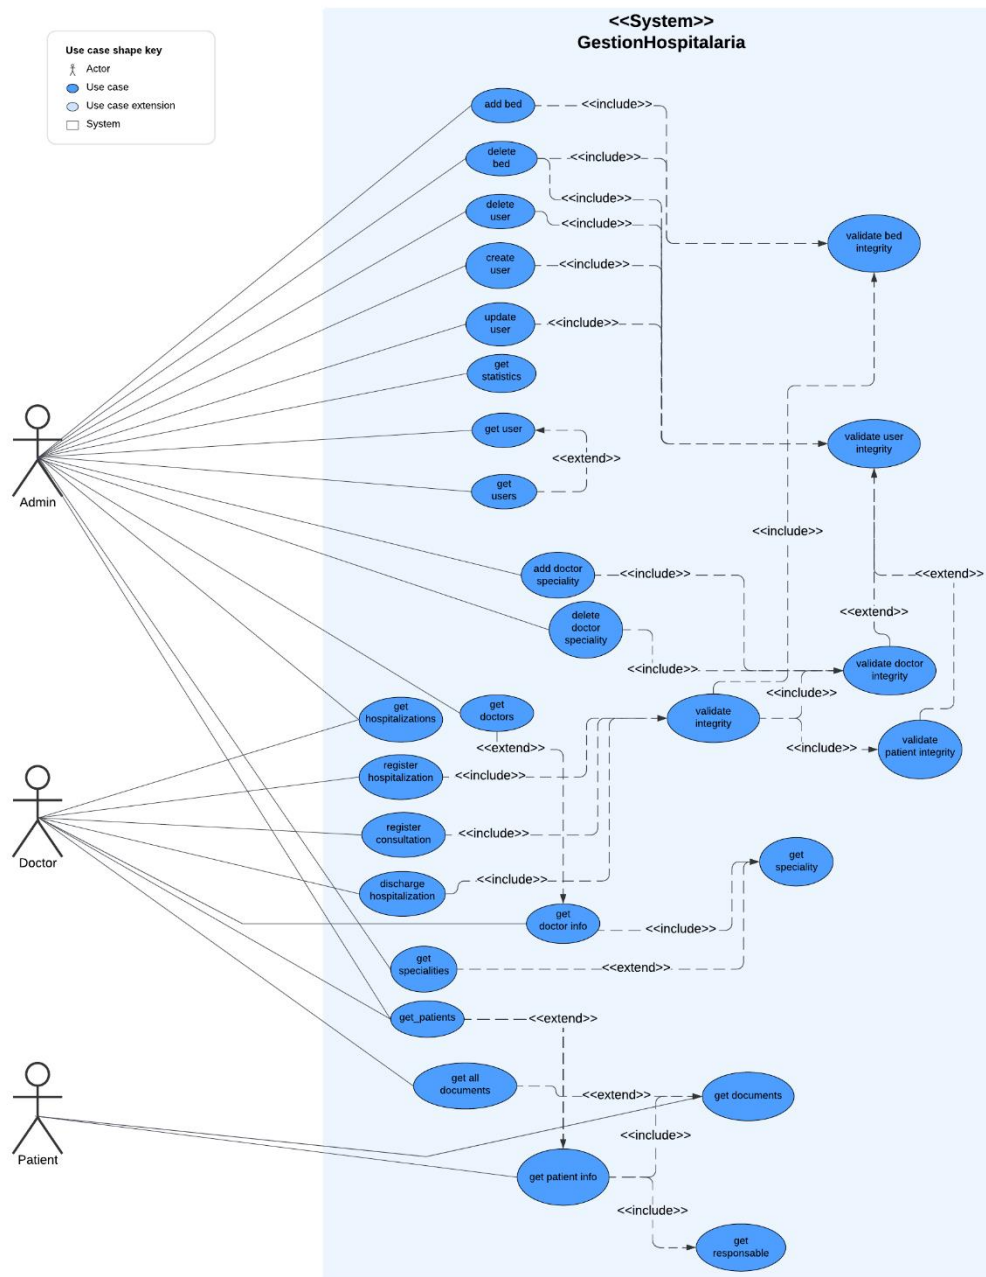 <<System>>
GestionHospitalaria
Use case shape key
Actor
Use case
Use case extension
System
add bed
<<include>>
delete
bed
<<include>>
<<include>>
delete
user
<<include>>
validate bed
integrity
create
user
<<include>>
update
user
<<include>>
get
statistics
get user
validate user
integrity
<<extend>>
get
users
Admin
<<include>>
add doctor
speciality
<<include>>
<<extend>>
delete
doctor
speciality
<<extend>>
<<include>>
validate doctor
integrity
<<include>>
get
hospitalizations
get
doctors
validate
integrity
<<extend>>
<<include>>
validate
patient integrity
register
hospitalization
<<include>>
register
consultation
<<include>>
Doctor
get
speciality
discharge
hospitalization
<<include>>
get
doctor info
<<include>>
get
specialities
<<extend>>
get_patients
<<extend>>
get all
documents
<<extend>>
get documents
<<include>>
Patient
get patient info
<<include>>
get
responsable